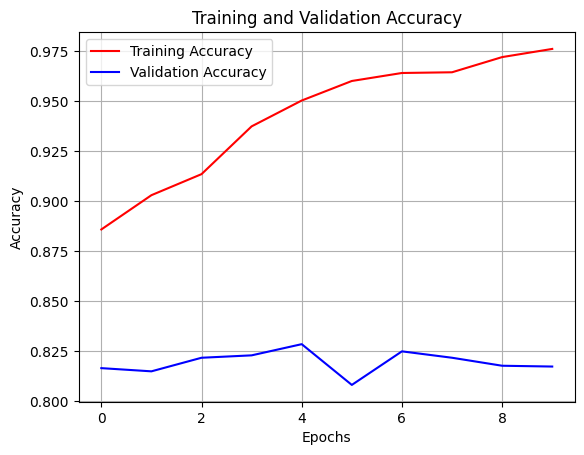 Training and Validation Accuracy
Training Accuracy
Validation Accuracy
0.975
0.950
0.925
0.900
0.875
0.850
0.825
0.800
Accuracy
0 2 4 6 8
Epochs